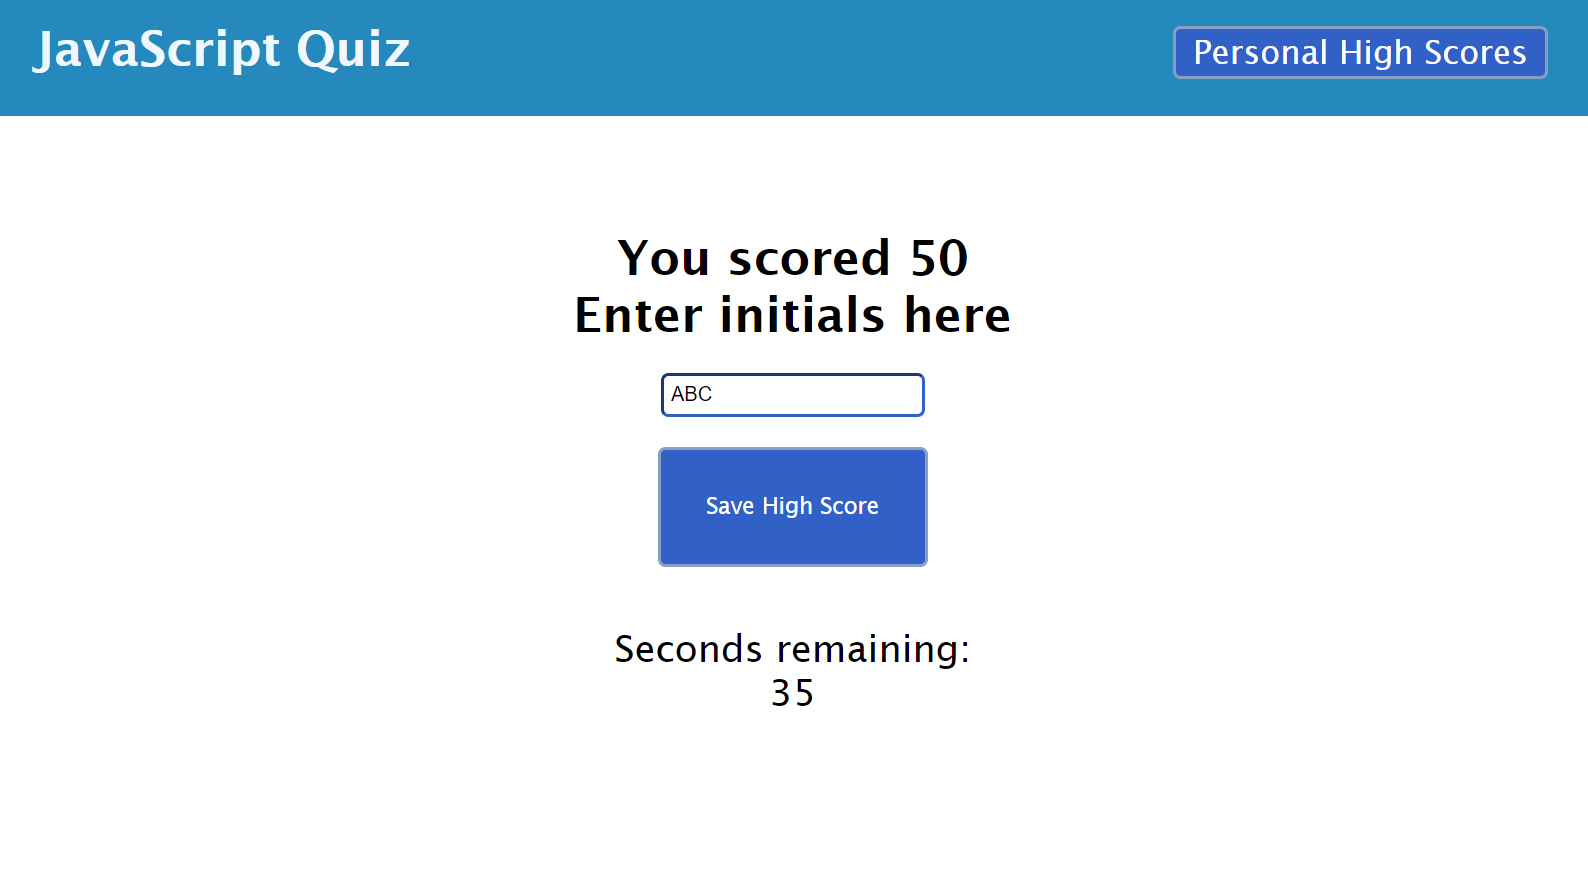 JavaScript Quiz
Personal High Scores
You scored 50
Enter initials here
ABC
Save High Score
Seconds remaining:
35